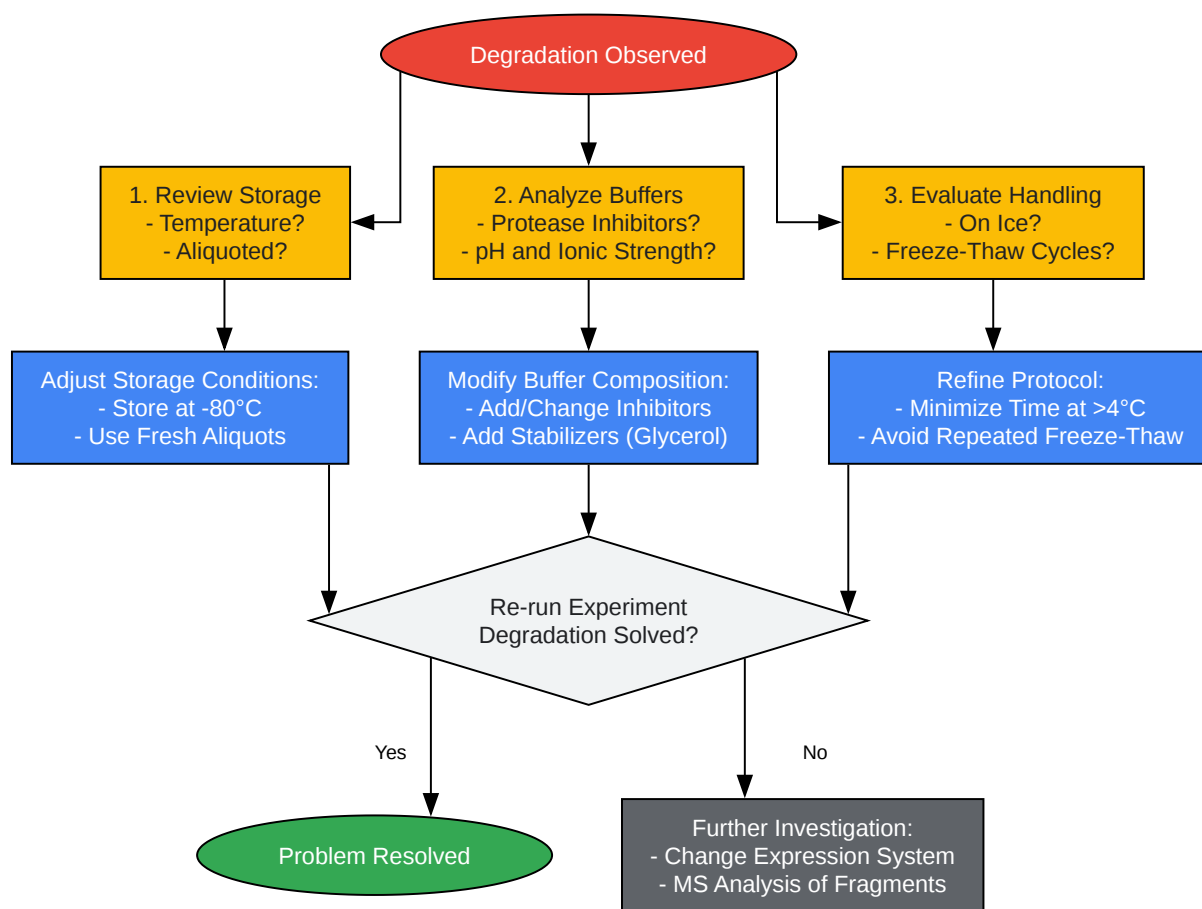 Degradation Observed
1. Review Storage
- Temperature?
- Aliquoted?
2. Analyze Buffers
- Protease Inhibitors?
- pH and Ionic Strength?
3. Evaluate Handling
- On Ice?
- Freeze-Thaw Cycles?
Adjust Storage Conditions:
- Store at -80°C
- Use Fresh Aliquots
Modify Buffer Composition:
- Add/Change Inhibitors
- Add Stabilizers (Glycerol)
Refine Protocol:
- Minimize Time at >4°C
- Avoid Repeated Freeze-Thaw
Re-run Experiment
Degradation Solved?
Yes
No
Problem Resolved
Further Investigation:
- Change Expression System
- MS Analysis of Fragments